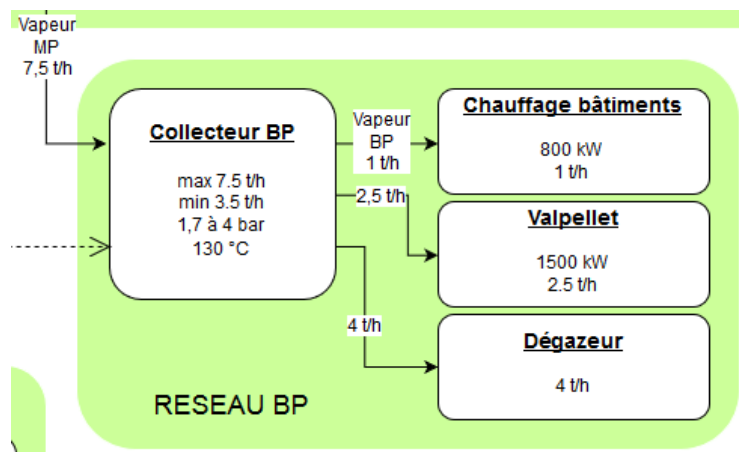 Vapeur
MP
7,5 t/h
Collecteur BP
max 7.5 t/h
min 3.5 t/h
1,7 à 4 bar
130 °C
Vapeur
BP
1 t/h
2,5 t/h
4 t/h
Chauffage bâtiments
800 kW
1 t/h
Valpellet
1500 kW
2.5 t/h
Dégazeur
4 t/h
RESEAU BP